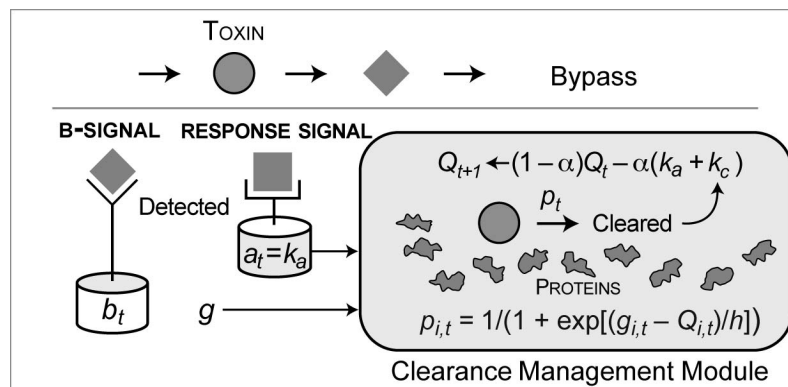 TOXIN
Bypass
B-SIGNAL
RESPONSE SIGNAL
Detected
b_t
a_t=k_a
g
Q_{t+1} ←(1 – α)Q_t – α(k_a + k_c)
p_t
Cleared
PROTEINS
p_{i,t} = 1/(1 + exp[(g_{i,t} – Q_{i,t})/h])
Clearance Management Module